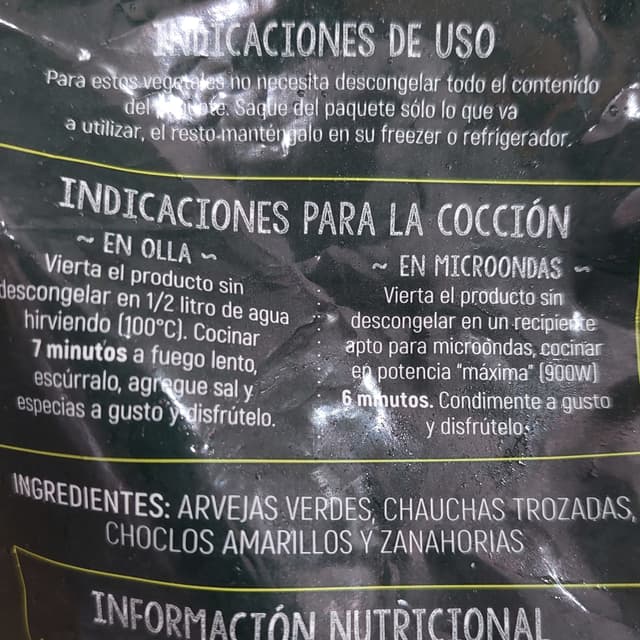 INDICACIONES DE USO
Para estos vegetales no necesita descongelar todo el contenido
del paquete. Saque del paquete sólo lo que va
a utilizar, el resto manténgalo en su freezer o refrigerador.
INDICACIONES PARA LA COCCIÓN
~ EN OLLA ~
Vierta el producto sin
descongelar en 1/2 litro de agua
hirviendo (100°C). Cocinar
7 minutos a fuego lento,
escúrralo, agregue sal y
especias a gusto y disfrútelo.
~ EN MICROONDAS ~
Vierta el producto sin
descongelar en un recipiente
apto para microondas, cocinar
en potencia "máxima" (900W)
6 minutos. Condimente a gusto
y disfrútelo.
INGREDIENTES: ARVEJAS VERDES, CHAUCHAS TROZADAS,
CHOCLOS AMARILLOS Y ZANAHORIAS
INFORMACIÓN NUTRICIONAL